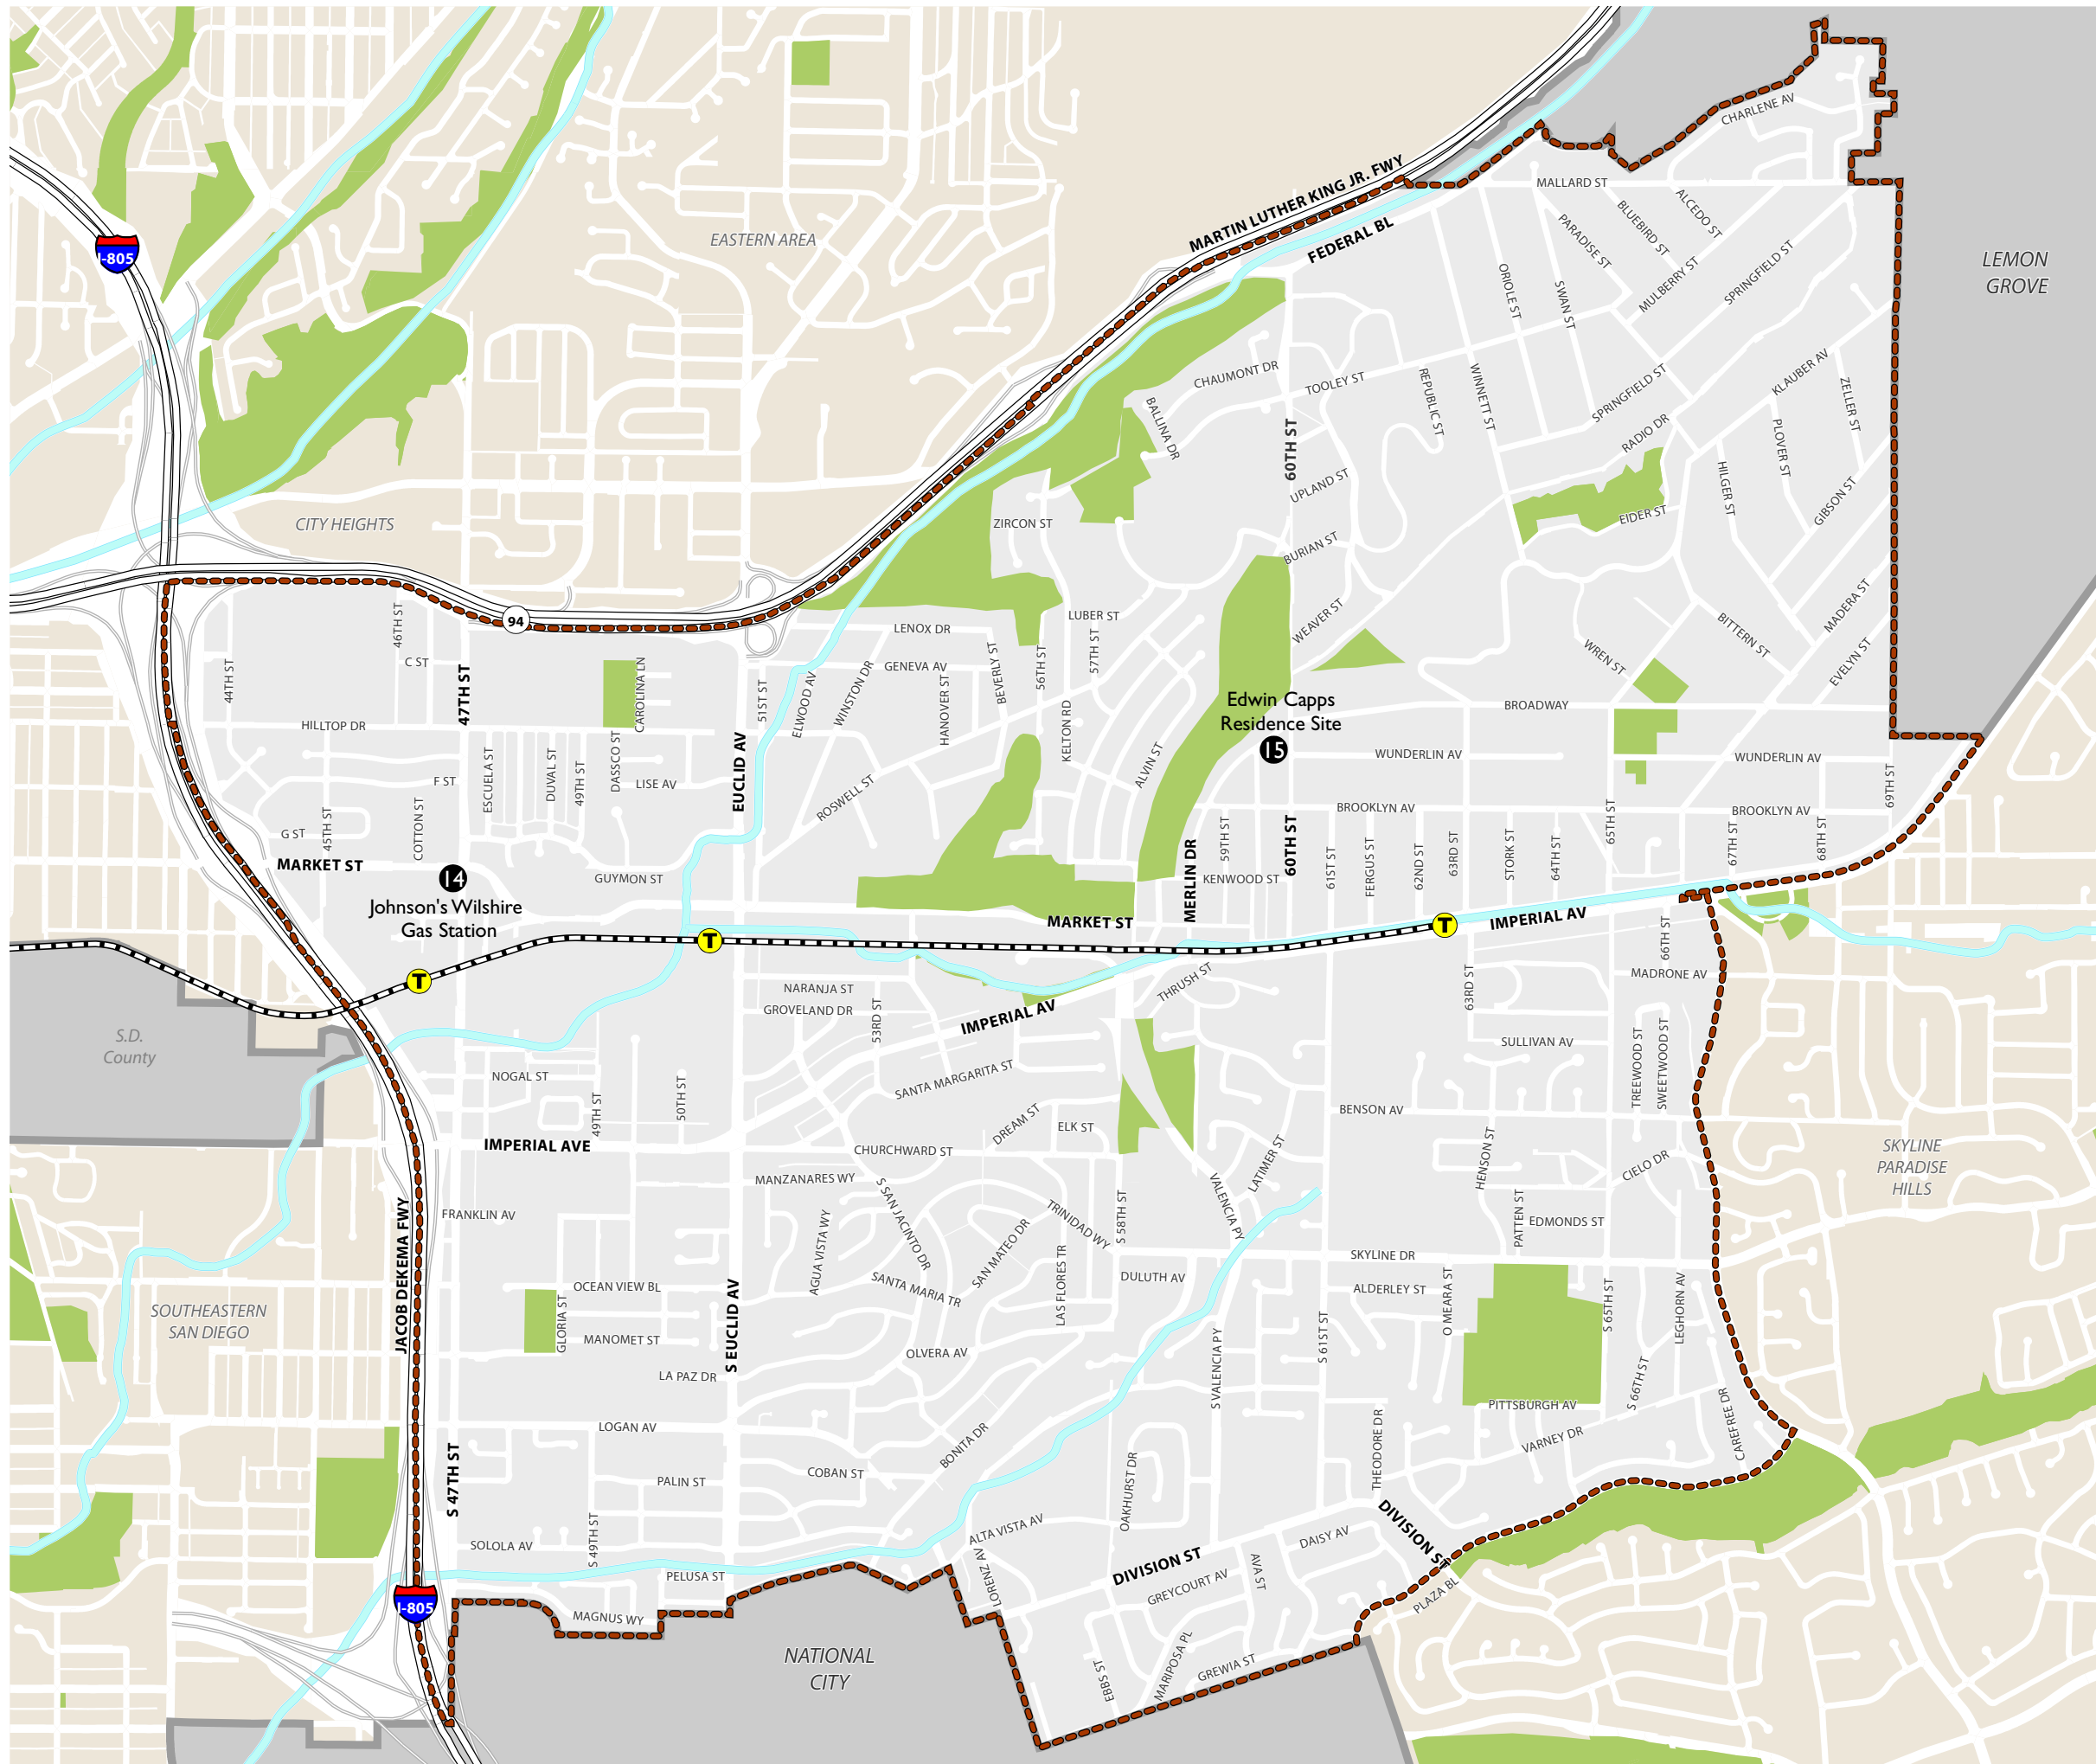 CHARLENE AV
MARTIN LUTHER KING JR. FWY
MALLARD ST
ALCEDO ST
BLUEBIRD ST
PARADISE ST
FEDERAL BL
EASTERN AREA
I-805
LEMON
GROVE
MULBERRY ST
SPRINGFIELD ST
ORIOLE ST
SWAN ST
CHAUMONT DR
TOOLEY ST
REPUBLIC ST
WINNETT ST
SPRINGFIELD ST
KLAUBER AV
ZELLER ST
BALLINA DR
60TH ST
RADIO DR
PLOVER ST
UPLAND ST
HILGER ST
GIBSON ST
CITY HEIGHTS
ZIRCON ST
EIDER ST
BURIAN ST
94
46TH ST
LENOX DR
LUBER ST
WEAVER ST
MADERA ST
BITTERN ST
C ST
44TH ST
47TH ST
CAROLINA LN
51ST ST
ELWOOD AV
WINSTON DR
GENEVA AV
HANOVER ST
BEVERLY ST
56TH ST
57TH ST
WREN ST
EVELYN ST
HILLTOP DR
KELTON RD
Edwin Capps
Residence Site
15
BROADWAY
ESCUELA ST
DUVAL ST
49TH ST
DASSCO ST
EUCLID AV
ALVIN ST
WUNDERLIN AV
WUNDERLIN AV
69TH ST
F ST
LISE AV
ROSWELL ST
BROOKLYN AV
BROOKLYN AV
45TH ST
COTTON ST
G ST
MERLIN DR
59TH ST
60TH ST
61ST ST
FERGUS ST
62ND ST
63RD ST
STORK ST
64TH ST
65TH ST
67TH ST
68TH ST
MARKET ST
14
GUYMON ST
KENWOOD ST
Johnson's Wilshire
Gas Station
MARKET ST
IMPERIAL AV
66TH ST
T
T
T
MADRONE AV
NARANJA ST
THRUSH ST
63RD ST
GROVELAND DR
53RD ST
IMPERIAL AV
S.D.
County
SULLIVAN AV
TREEWOOD ST
SWEETWOOD ST
NOGAL ST
SANTA MARGARITA ST
49TH ST
50TH ST
BENSON AV
DREAM ST
ELK ST
IMPERIAL AVE
CHURCHWARD ST
HENSON ST
CIELO DR
SKYLINE
PARADISE
HILLS
LATIMER ST
MANZANARES WY
S SAN JACINTO DR
VALENCIA PY
S 58TH ST
PATTEN ST
FRANKLIN AV
AGUA VISTA WY
SAN MATEO DR
TRINIDAD WY
EDMONDS ST
JACOB DEKEMA FWY
LAS FLORES TR
SKYLINE DR
OCEAN VIEW BL
SANTA MARIA TR
DULUTH AV
ALDERLEY ST
O MEARA ST
S 65TH ST
LEGHORN AV
SOUTHEASTERN
SAN DIEGO
GLORIA ST
MANOMET ST
S EUCLID AV
OLVERA AV
S VALENCIA PY
S 61ST ST
LA PAZ DR
S 66TH ST
PITTSBURGH AV
CAREFREE DR
LOGAN AV
BONITA DR
THEODORE DR
VARNEY DR
S 47TH ST
PALIN ST
COBAN ST
OAKHURST DR
DIVISION ST
S 49TH ST
ALTA VISTA AV
DAISY AV
SOLOLA AV
LORENZ AV
DIVISION ST
AVA ST
PELUSA ST
GREYCOURT AV
PLAZA BL
I-805
MAGNUS WY
NATIONAL
CITY
EBBS ST
MARIPOSA PL
GREWIA ST